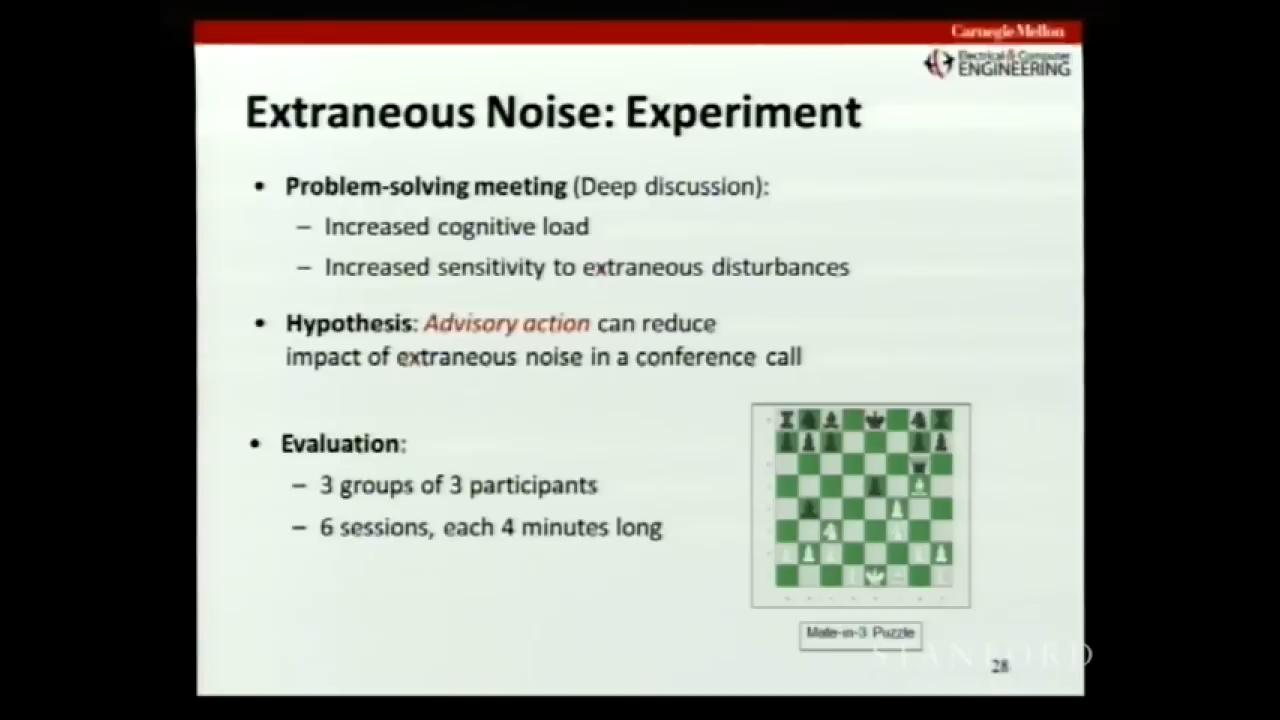 Carnegie Mellon
Electrical & Computer
ENGINEERING
Extraneous Noise: Experiment
• Problem-solving meeting (Deep discussion):
– Increased cognitive load
– Increased sensitivity to extraneous disturbances
• Hypothesis: Advisory action can reduce
impact of extraneous noise in a conference call
• Evaluation:
– 3 groups of 3 participants
– 6 sessions, each 4 minutes long
Mate-in-3 Puzzle
STANFORD
28